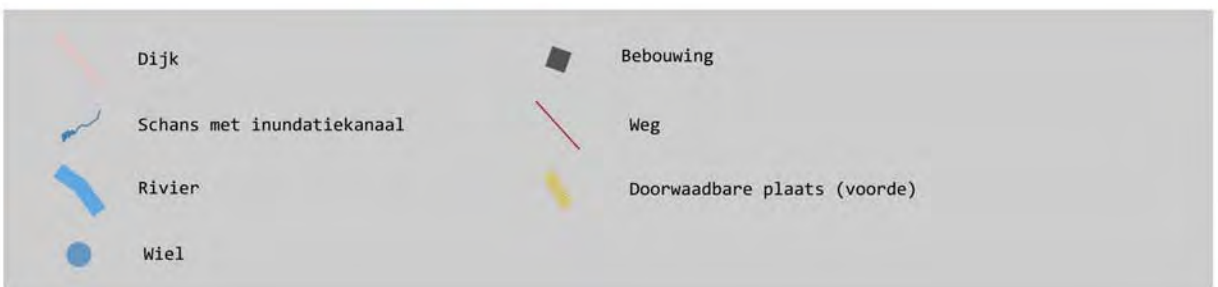 Dijk
Schans met inundatiekanaal
Rivier
Wiel
Bebouwing
Weg
Doorwaadbare plaats (voorde)